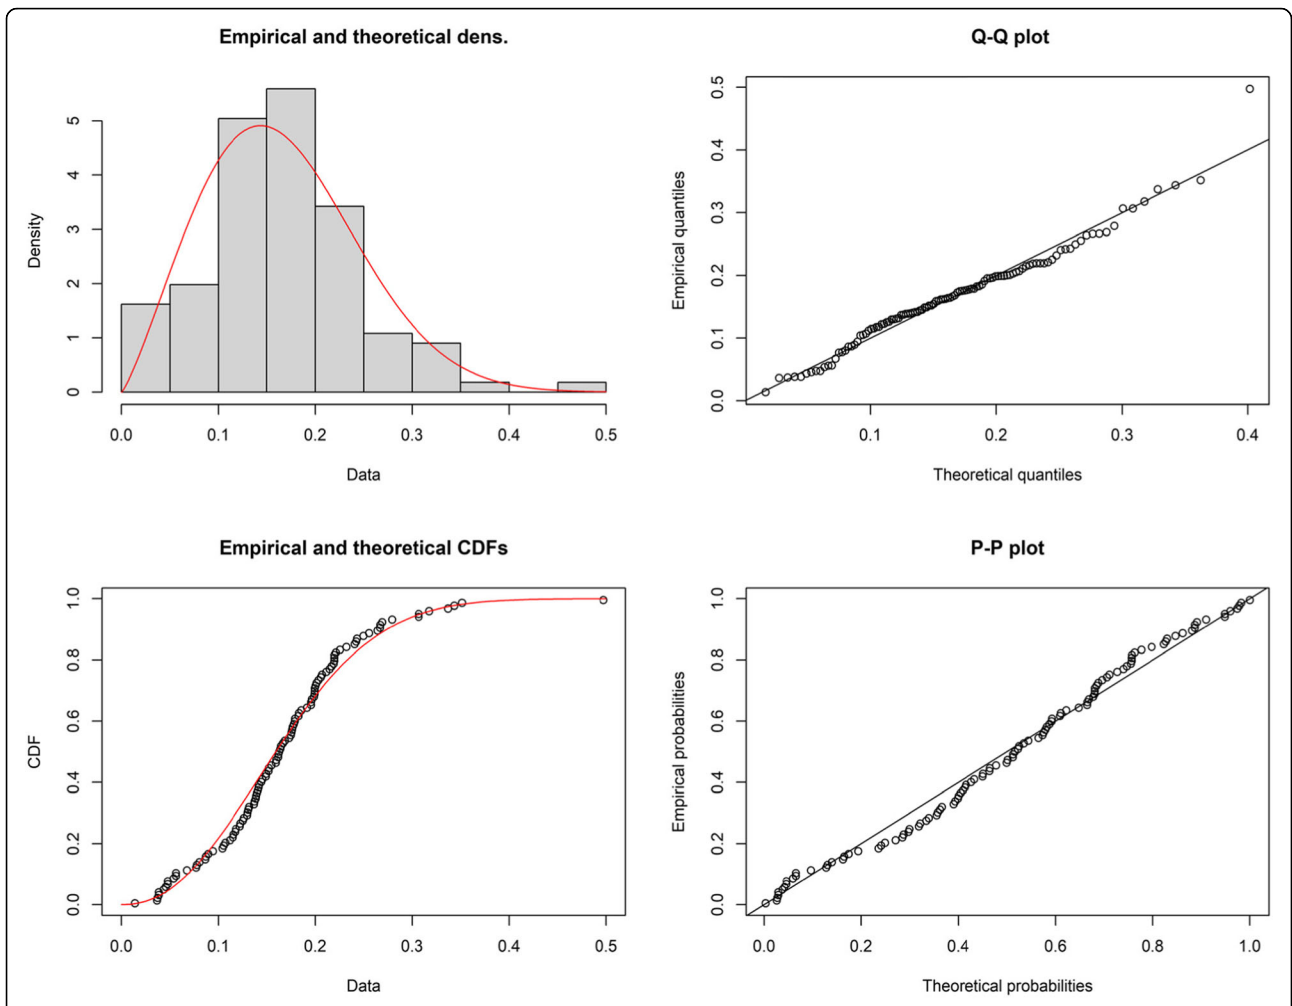 Empirical and theoretical dens.
Density
0 1 2 3 4 5
0.0 0.1 0.2 0.3 0.4 0.5
Data
Q-Q plot
Empirical quantiles
0.0 0.1 0.2 0.3 0.4 0.5
0.1 0.2 0.3 0.4
Theoretical quantiles
Empirical and theoretical CDFs
CDF
0.0 0.2 0.4 0.6 0.8 1.0
0.0 0.1 0.2 0.3 0.4 0.5
Data
P-P plot
Empirical probabilities
0.0 0.2 0.4 0.6 0.8 1.0
0.0 0.2 0.4 0.6 0.8 1.0
Theoretical probabilities